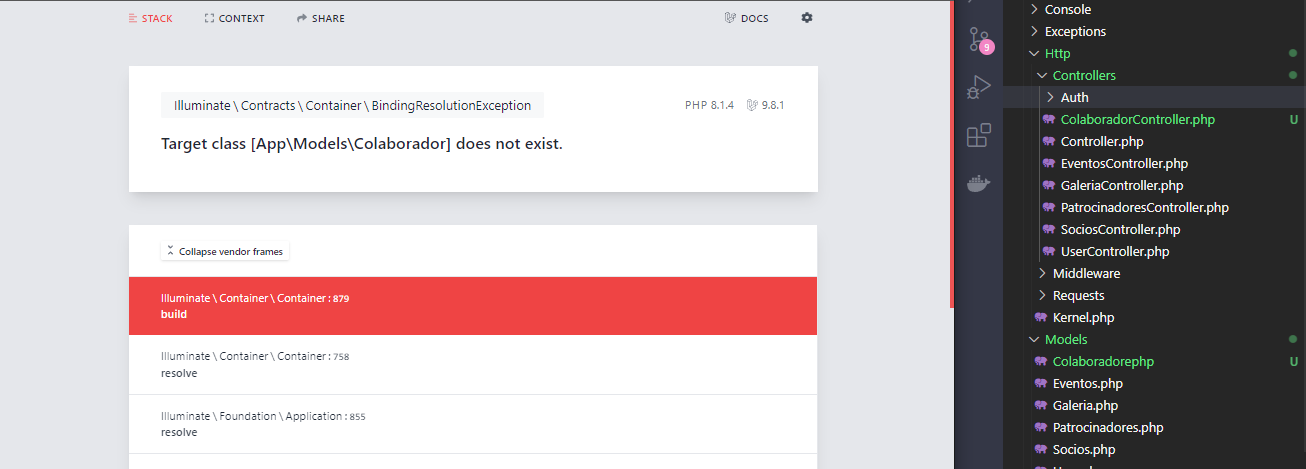 STACK CONTEXT SHARE DOCS
Illuminate \ Contracts \ Container \ BindingResolutionException PHP 8.1.4 9.8.1
Target class [App\Models\Colaborador] does not exist.
Collapse vendor frames
Illuminate \ Container \ Container : 879
build
Illuminate \ Container \ Container : 758
resolve
Illuminate \ Foundation \ Application : 855
resolve
9
Console
Exceptions
Http
Controllers
Auth
ColaboradorController.php U
Controller.php
EventosController.php
GaleriaController.php
PatrocinadoresController.php
SociosController.php
UserController.php
Middleware
Requests
Kernel.php
Models
Colaboradorephp U
Eventos.php
Galeria.php
Patrocinadores.php
Socios.php